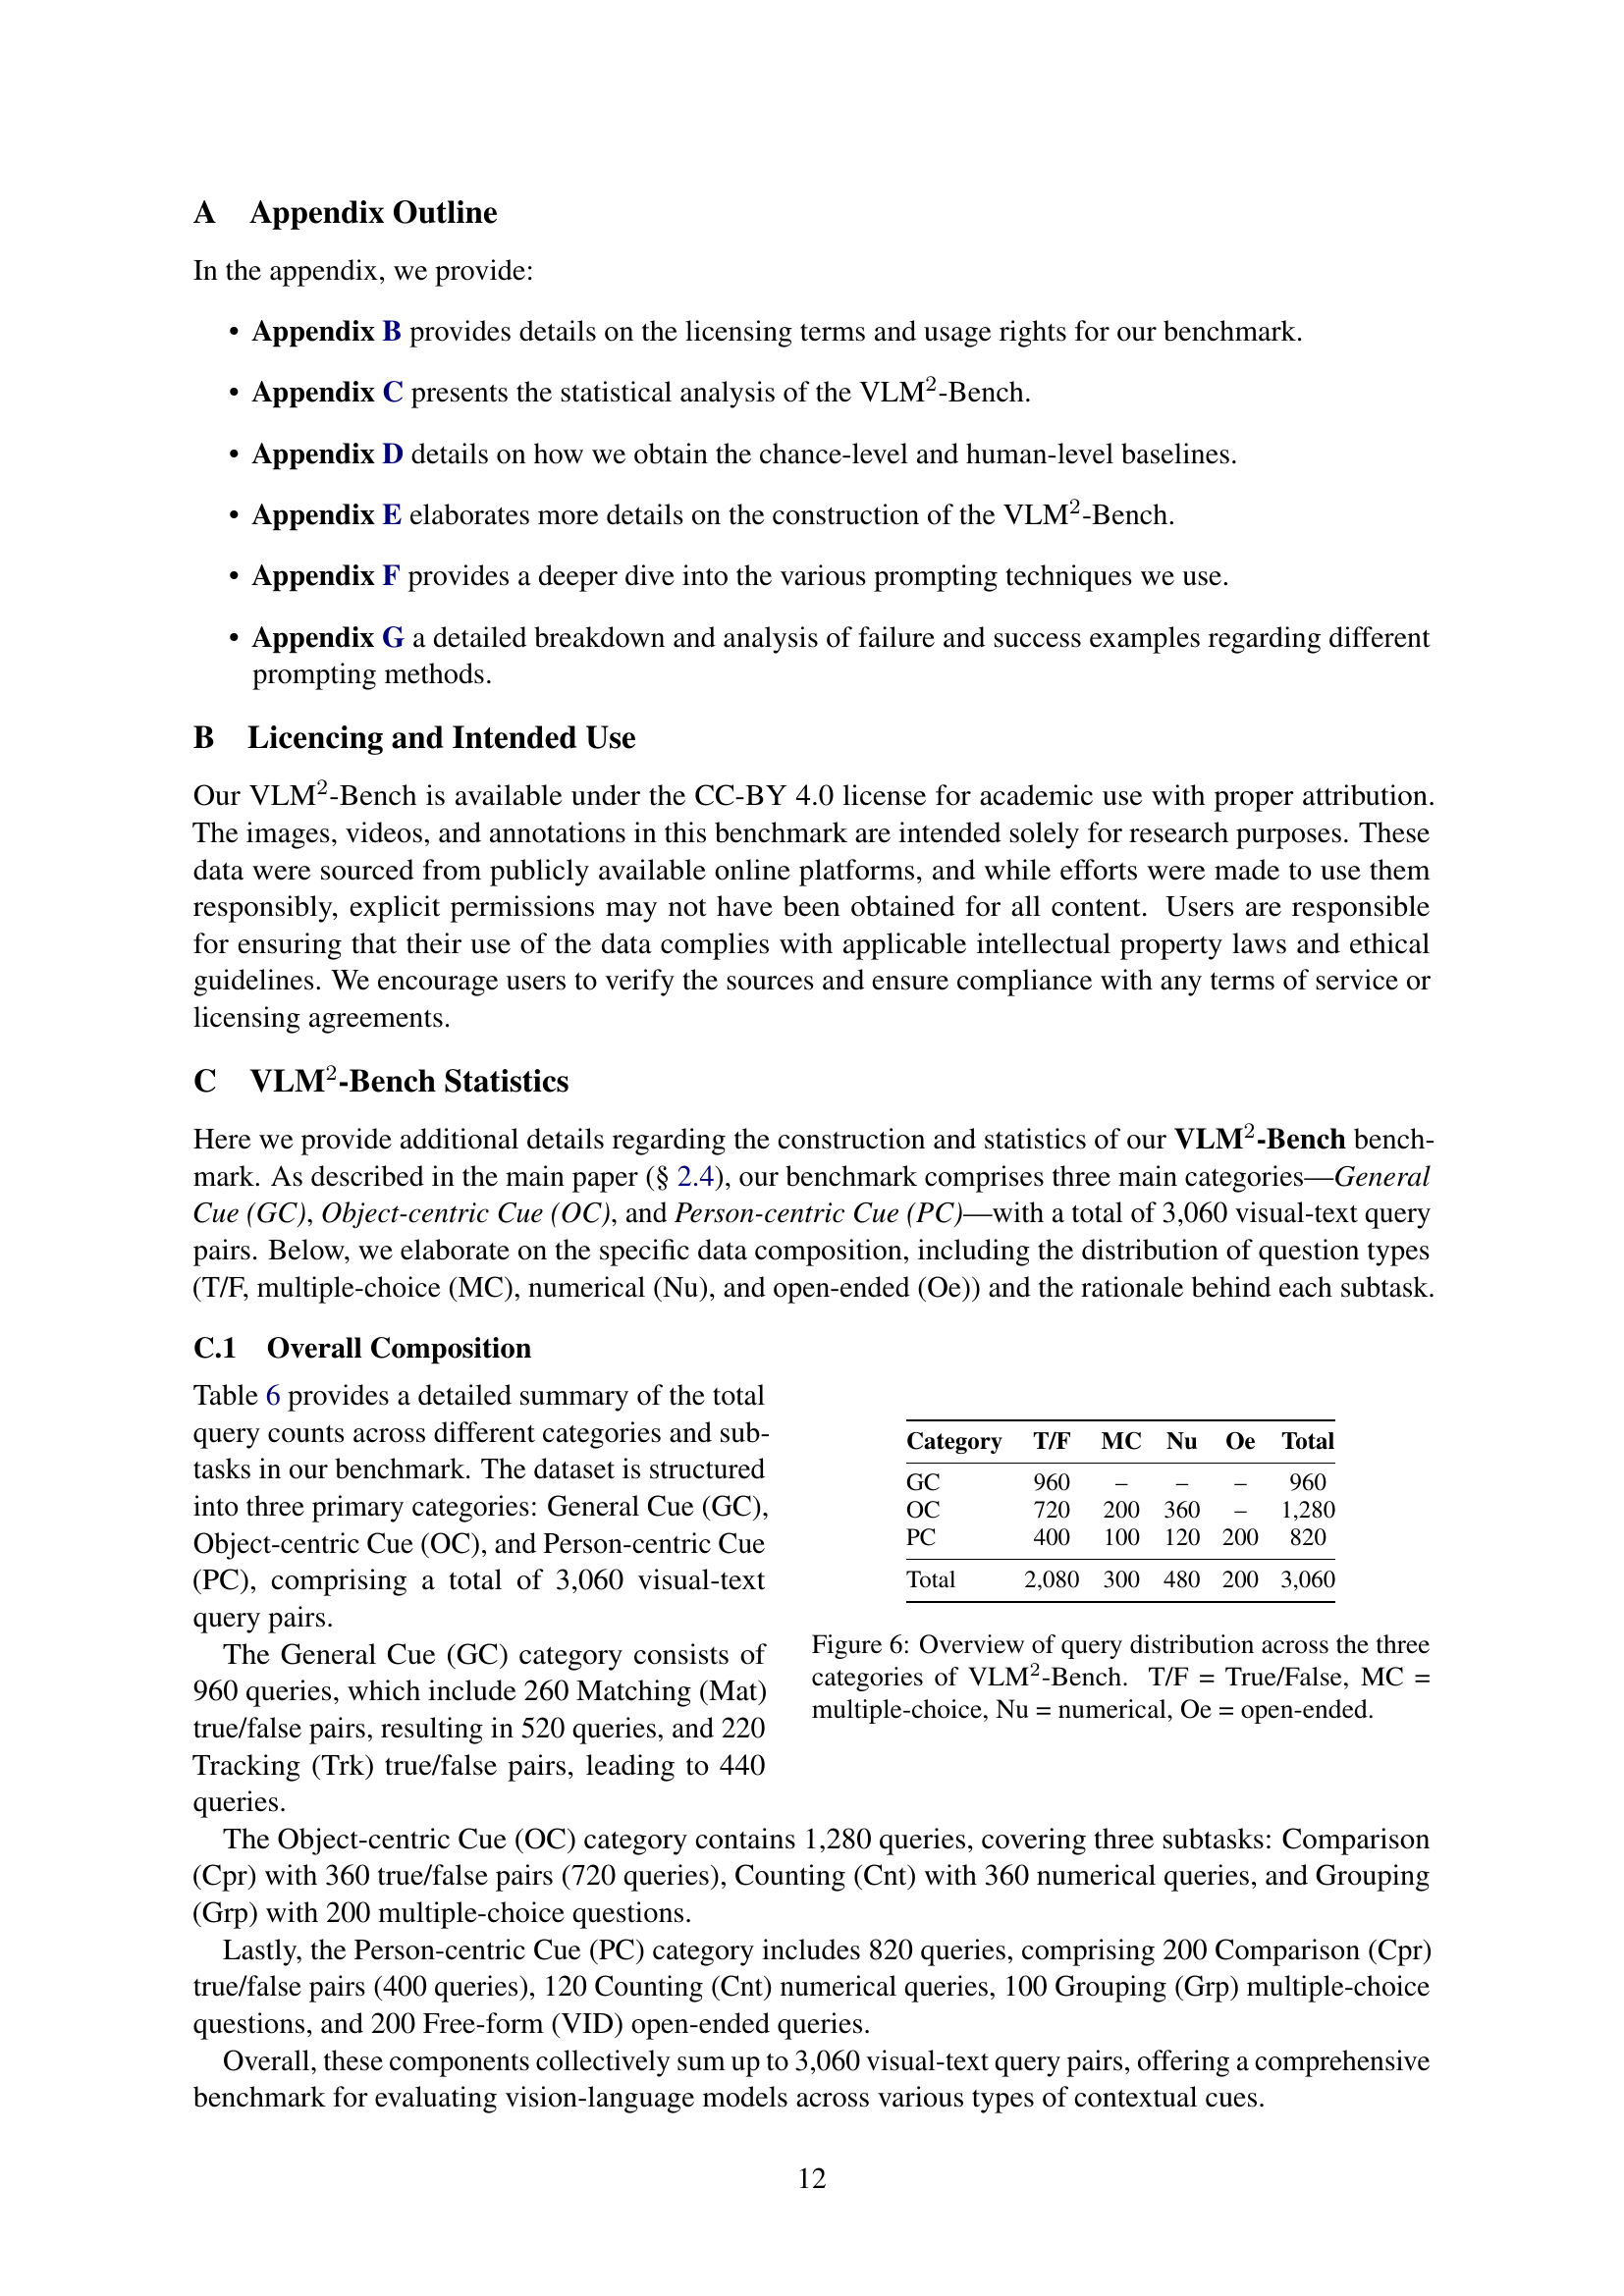 A Appendix Outline
In the appendix, we provide:
• Appendix B provides details on the licensing terms and usage rights for our benchmark.
• Appendix C presents the statistical analysis of the VLM²-Bench.
• Appendix D details on how we obtain the chance-level and human-level baselines.
• Appendix E elaborates more details on the construction of the VLM²-Bench.
• Appendix F provides a deeper dive into the various prompting techniques we use.
• Appendix G a detailed breakdown and analysis of failure and success examples regarding different
prompting methods.
B Licencing and Intended Use
Our VLM²-Bench is available under the CC-BY 4.0 license for academic use with proper attribution.
The images, videos, and annotations in this benchmark are intended solely for research purposes. These
data were sourced from publicly available online platforms, and while efforts were made to use them
responsibly, explicit permissions may not have been obtained for all content. Users are responsible
for ensuring that their use of the data complies with applicable intellectual property laws and ethical
guidelines. We encourage users to verify the sources and ensure compliance with any terms of service or
licensing agreements.
C VLM²-Bench Statistics
Here we provide additional details regarding the construction and statistics of our VLM²-Bench bench-
mark. As described in the main paper (§ 2.4), our benchmark comprises three main categories—General
Cue (GC), Object-centric Cue (OC), and Person-centric Cue (PC)—with a total of 3,060 visual-text query
pairs. Below, we elaborate on the specific data composition, including the distribution of question types
(T/F, multiple-choice (MC), numerical (Nu), and open-ended (Oe)) and the rationale behind each subtask.
C.1 Overall Composition
Table 6 provides a detailed summary of the total
query counts across different categories and sub-
tasks in our benchmark. The dataset is structured
into three primary categories: General Cue (GC),
Object-centric Cue (OC), and Person-centric Cue
(PC), comprising a total of 3,060 visual-text
query pairs.
The General Cue (GC) category consists of
960 queries, which include 260 Matching (Mat)
true/false pairs, resulting in 520 queries, and 220
Tracking (Trk) true/false pairs, leading to 440
queries.
Category T/F MC Nu Oe Total
GC 960 – – – 960
OC 720 200 360 – 1,280
PC 400 100 120 200 820
Total 2,080 300 480 200 3,060
Figure 6: Overview of query distribution across the three
categories of VLM²-Bench. T/F = True/False, MC =
multiple-choice, Nu = numerical, Oe = open-ended.
The Object-centric Cue (OC) category contains 1,280 queries, covering three subtasks: Comparison
(Cpr) with 360 true/false pairs (720 queries), Counting (Cnt) with 360 numerical queries, and Grouping
(Grp) with 200 multiple-choice questions.
Lastly, the Person-centric Cue (PC) category includes 820 queries, comprising 200 Comparison (Cpr)
true/false pairs (400 queries), 120 Counting (Cnt) numerical queries, 100 Grouping (Grp) multiple-choice
questions, and 200 Free-form (VID) open-ended queries.
Overall, these components collectively sum up to 3,060 visual-text query pairs, offering a comprehensive
benchmark for evaluating vision-language models across various types of contextual cues.
12